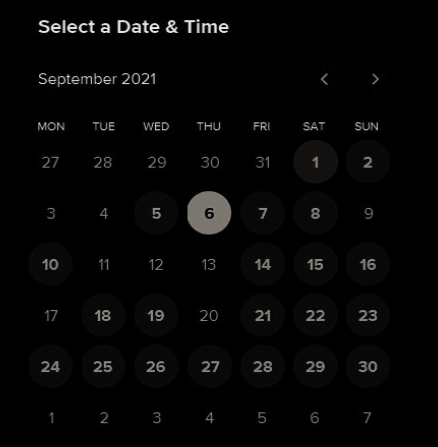 Select a Date & Time
September 2021
MON TUE WED THU FRI SAT SUN
27 28 29 30 31 1 2
3 4 5 6 7 8 9
10 11 12 13 14 15 16
17 18 19 20 21 22 23
24 25 26 27 28 29 30
1 2 3 4 5 6 7